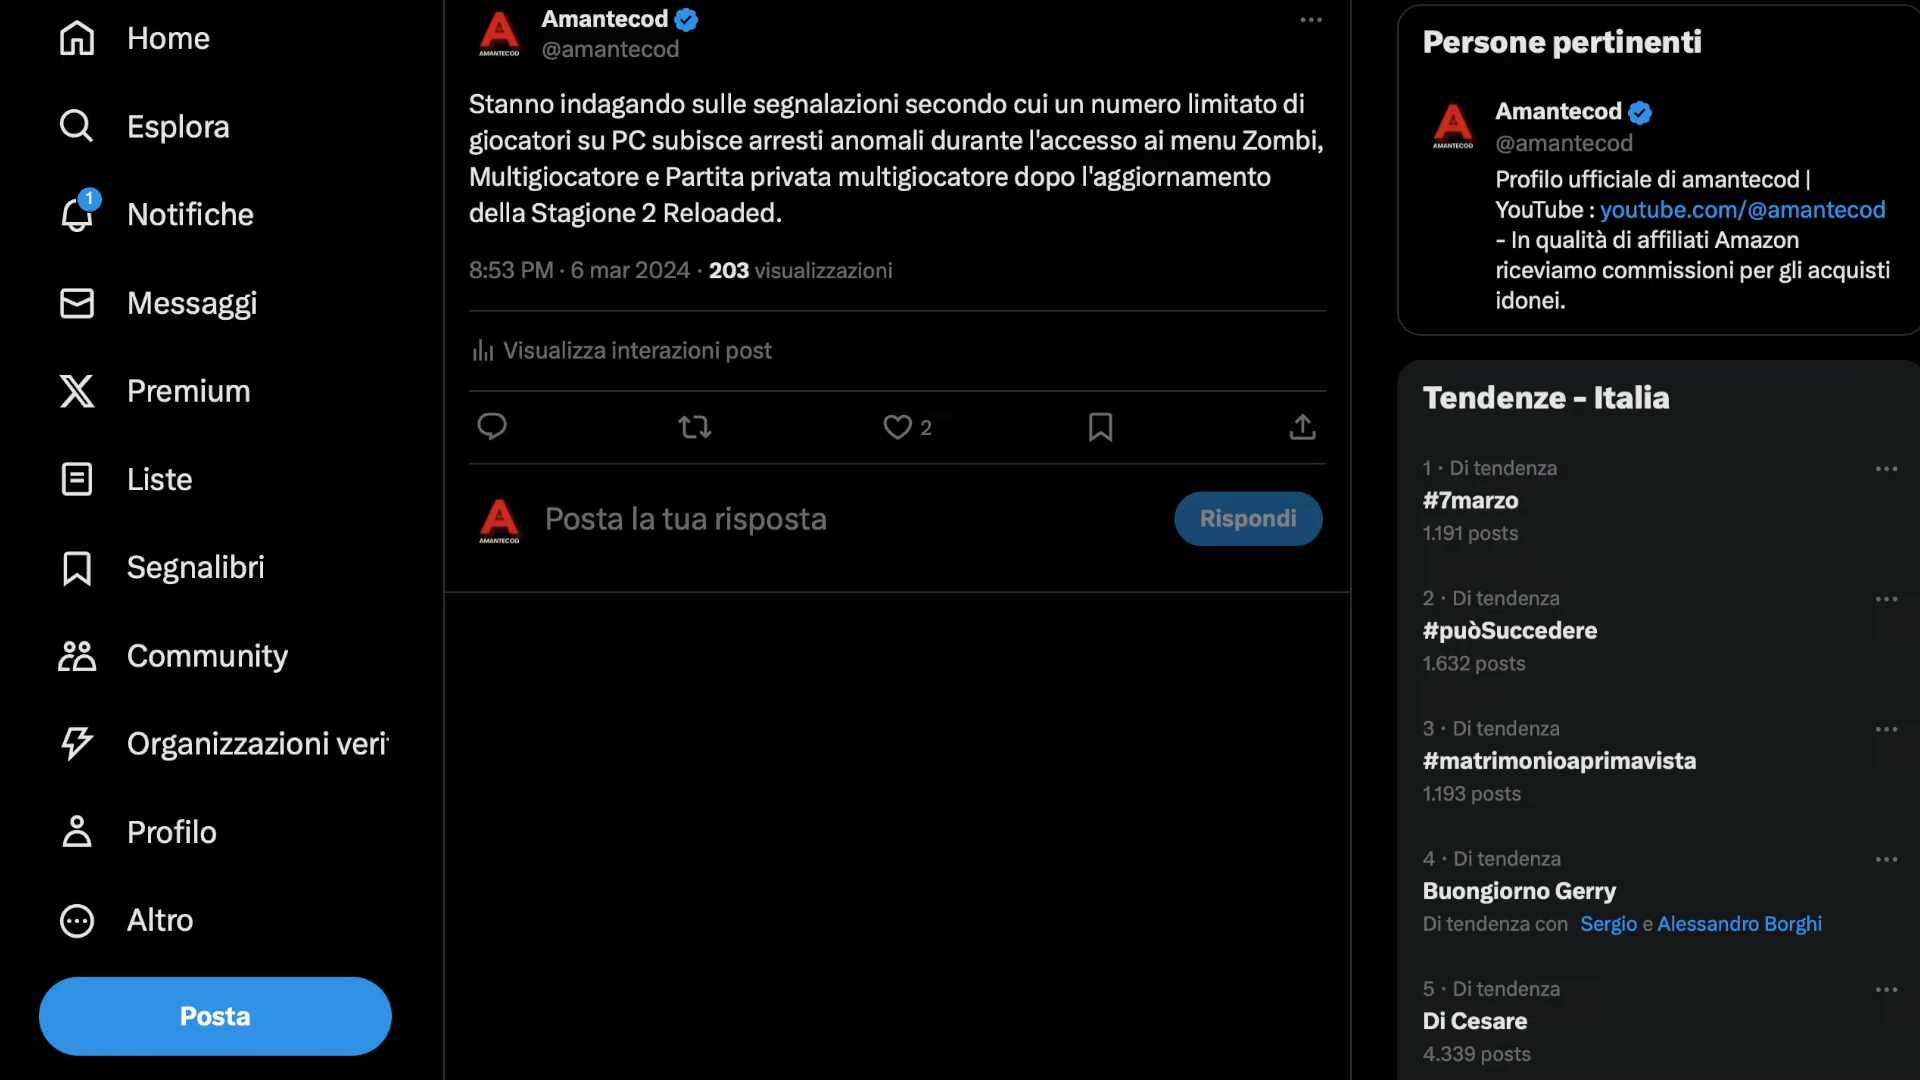 Home
Esplora
1
Notifiche
Messaggi
Premium
Liste
Segnalibri
Community
Organizzazioni veri
Profilo
Altro
Posta
AMANTECOD
Amantecod
@amantecod
Stanno indagando sulle segnalazioni secondo cui un numero limitato di
giocatori su PC subisce arresti anomali durante l'accesso ai menu Zombi,
Multigiocatore e Partita privata multigiocatore dopo l'aggiornamento
della Stagione 2 Reloaded.
8:53 PM · 6 mar 2024 · 203 visualizzazioni
Visualizza interazioni post
2
AMANTECOD
Posta la tua risposta
Rispondi
Persone pertinenti
AMANTECOD
Amantecod
@amantecod
Profilo ufficiale di amantecod |
YouTube : youtube.com/@amantecod
- In qualità di affiliati Amazon
riceviamo commissioni per gli acquisti
idonei.
Tendenze - Italia
1 · Di tendenza
#7marzo
1.191 posts
2 · Di tendenza
#puòSuccedere
1.632 posts
3 · Di tendenza
#matrimonioaprimavista
1.193 posts
4 · Di tendenza
Buongiorno Gerry
Di tendenza con Sergio e Alessandro Borghi
5 · Di tendenza
Di Cesare
4.339 posts